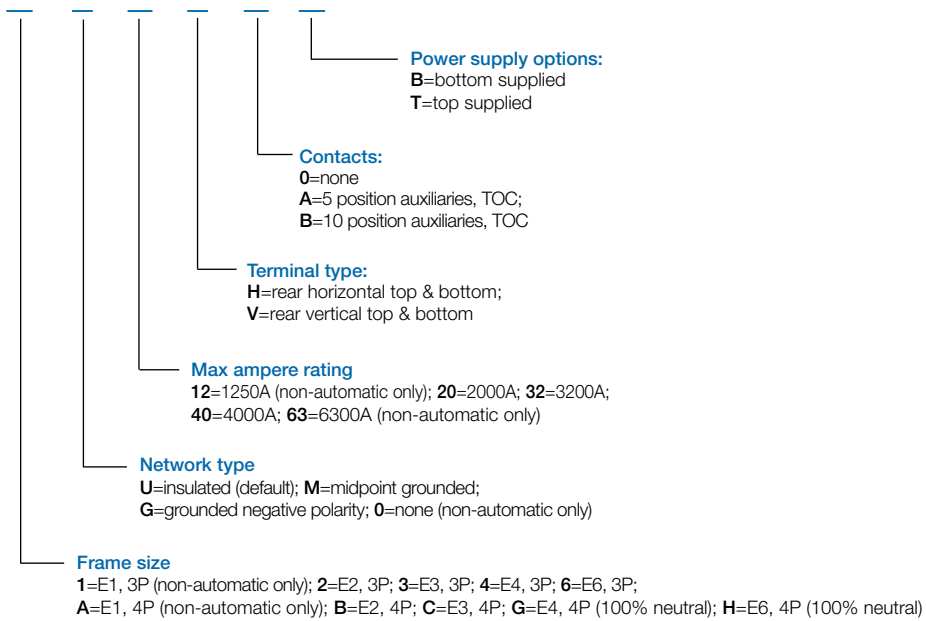 Power supply options:
B=bottom supplied
T=top supplied
Contacts:
0=none
A=5 position auxiliaries, TOC;
B=10 position auxiliaries, TOC
Terminal type:
H=rear horizontal top & bottom;
V=rear vertical top & bottom
Max ampere rating
12=1250A (non-automatic only); 20=2000A; 32=3200A;
40=4000A; 63=6300A (non-automatic only)
Network type
U=insulated (default); M=midpoint grounded;
G=grounded negative polarity; 0=none (non-automatic only)
Frame size
1=E1, 3P (non-automatic only); 2=E2, 3P; 3=E3, 3P; 4=E4, 3P; 6=E6, 3P;
A=E1, 4P (non-automatic only); B=E2, 4P; C=E3, 4P; G=E4, 4P (100% neutral); H=E6, 4P (100% neutral)